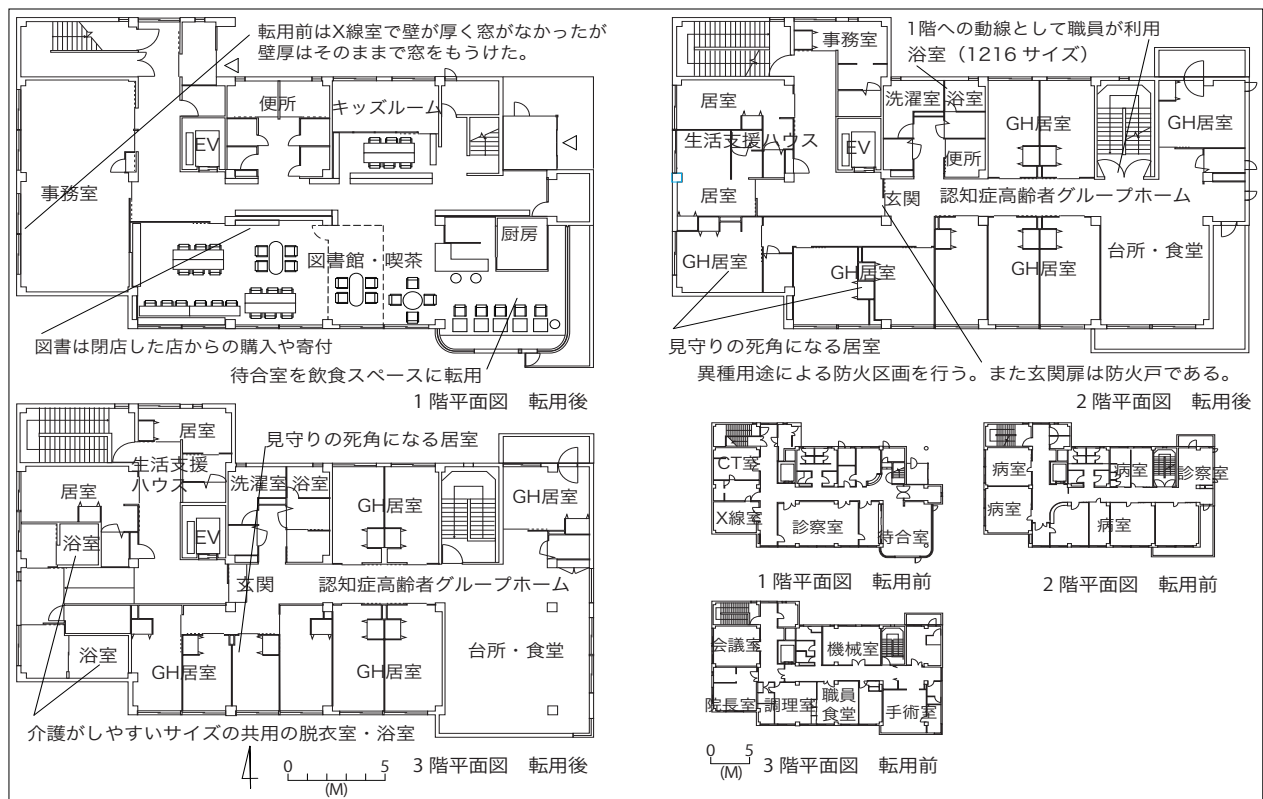 転用前はX線室で壁が厚く窓がなかったが
壁厚はそのままで窓をもうけた。
便所
キッズルーム
EV
事務室
厨房
図書館・喫茶
図書は閉店した店からの購入や寄付
待合室を飲食スペースに転用
1階平面図 転用後
1階への動線として職員が利用
事務室
浴室（1216サイズ）
居室
洗濯室
浴室
GH居室
GH居室
生活支援ハウス
EV
便所
居室
玄関
認知症高齢者グループホーム
台所・食堂
GH居室
GH居室
GH居室
見守りの死角になる居室
異種用途による防火区画を行う。また玄関扉は防火戸である。
2階平面図 転用後
見守りの死角になる居室
居室
生活支援
ハウス
洗濯室
浴室
居室
GH居室
GH居室
浴室
EV
玄関
認知症高齢者グループホーム
台所・食堂
浴室
GH居室
GH居室
介護がしやすいサイズの共用の脱衣室・浴室
0 5
(M)
3階平面図 転用後
CT室
X線室
診察室
待合室
1階平面図 転用前
病室
病室
診察室
病室
病室
2階平面図 転用前
会議室
機械室
院長室
調理室
職員
食堂
手術室
0 5
(M)
3階平面図 転用前